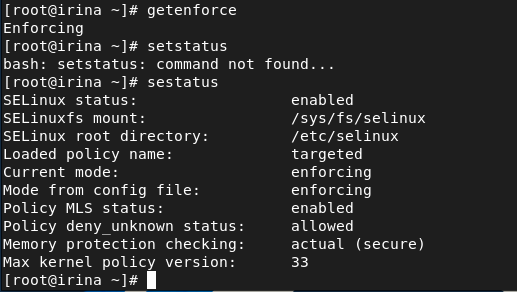 [root@irina ~]# getenforce
Enforcing
[root@irina ~]# setstatus
bash: setstatus: command not found...
[root@irina ~]# sestatus
SELinux status:                 enabled
SELinuxfs mount:                /sys/fs/selinux
SELinux root directory:         /etc/selinux
Loaded policy name:             targeted
Current mode:                   enforcing
Mode from config file:          enforcing
Policy MLS status:              enabled
Policy deny_unknown status:     allowed
Memory protection checking:     actual (secure)
Max kernel policy version:      33
[root@irina ~]#